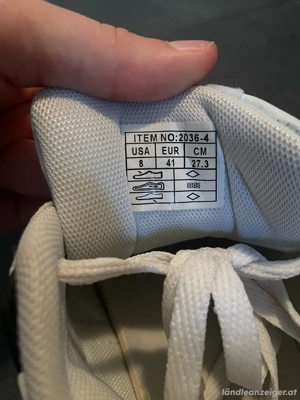 ITEM NO:2036-4
USA EUR CM
8 41 27.3
ländleanzeiger.at